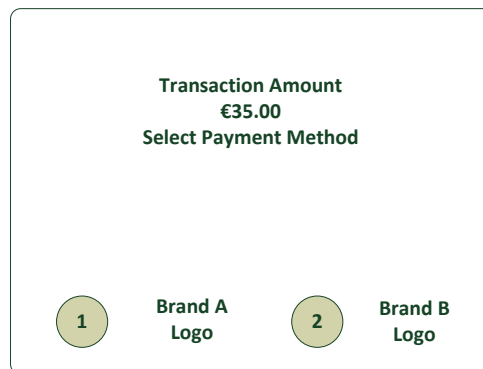 Transaction Amount
€35.00
Select Payment Method
1
Brand A
Logo
2
Brand B
Logo